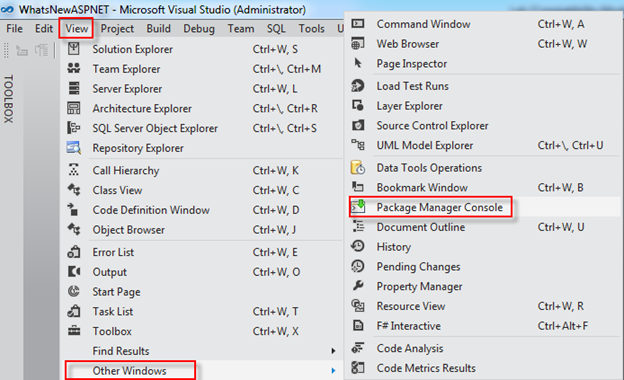 WhatsNewASPNET - Microsoft Visual Studio (Administrator)
File Edit View Project Build Debug Team SQL Tools
TOOLBOX
Solution Explorer Ctrl+W, S
Team Explorer Ctrl+\, Ctrl+M
Server Explorer Ctrl+W, L
Architecture Explorer Ctrl+\, Ctrl+R
SQL Server Object Explorer Ctrl+\, Ctrl+S
Repository Explorer
Call Hierarchy Ctrl+W, K
Class View Ctrl+W, C
Code Definition Window Ctrl+W, D
Object Browser Ctrl+W, J
Error List Ctrl+W, E
Output Ctrl+W, O
Start Page
Task List Ctrl+W, T
Toolbox Ctrl+W, X
Find Results
Other Windows
Command Window Ctrl+W, A
Web Browser Ctrl+W, W
Page Inspector
Load Test Runs
Layer Explorer
Source Control Explorer
UML Model Explorer Ctrl+\, Ctrl+U
Data Tools Operations
Bookmark Window Ctrl+W, B
Package Manager Console
Document Outline Ctrl+W, U
History
Pending Changes
Property Manager
Resource View Ctrl+W, R
F# Interactive Ctrl+Alt+F
Code Analysis
Code Metrics Results